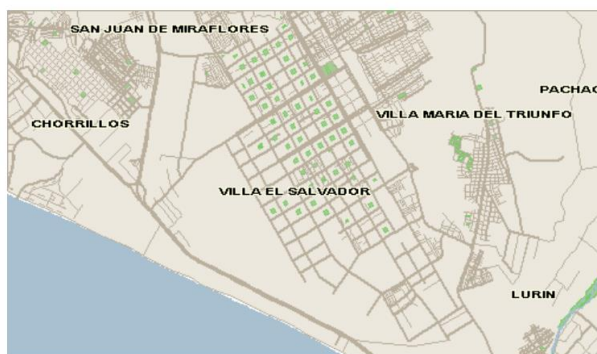 SAN JUAN DE MIRAFLORES
PACHAC
VILLA MARIA DEL TRIUNFO
CHORRILLOS
VILLA EL SALVADOR
LURIN